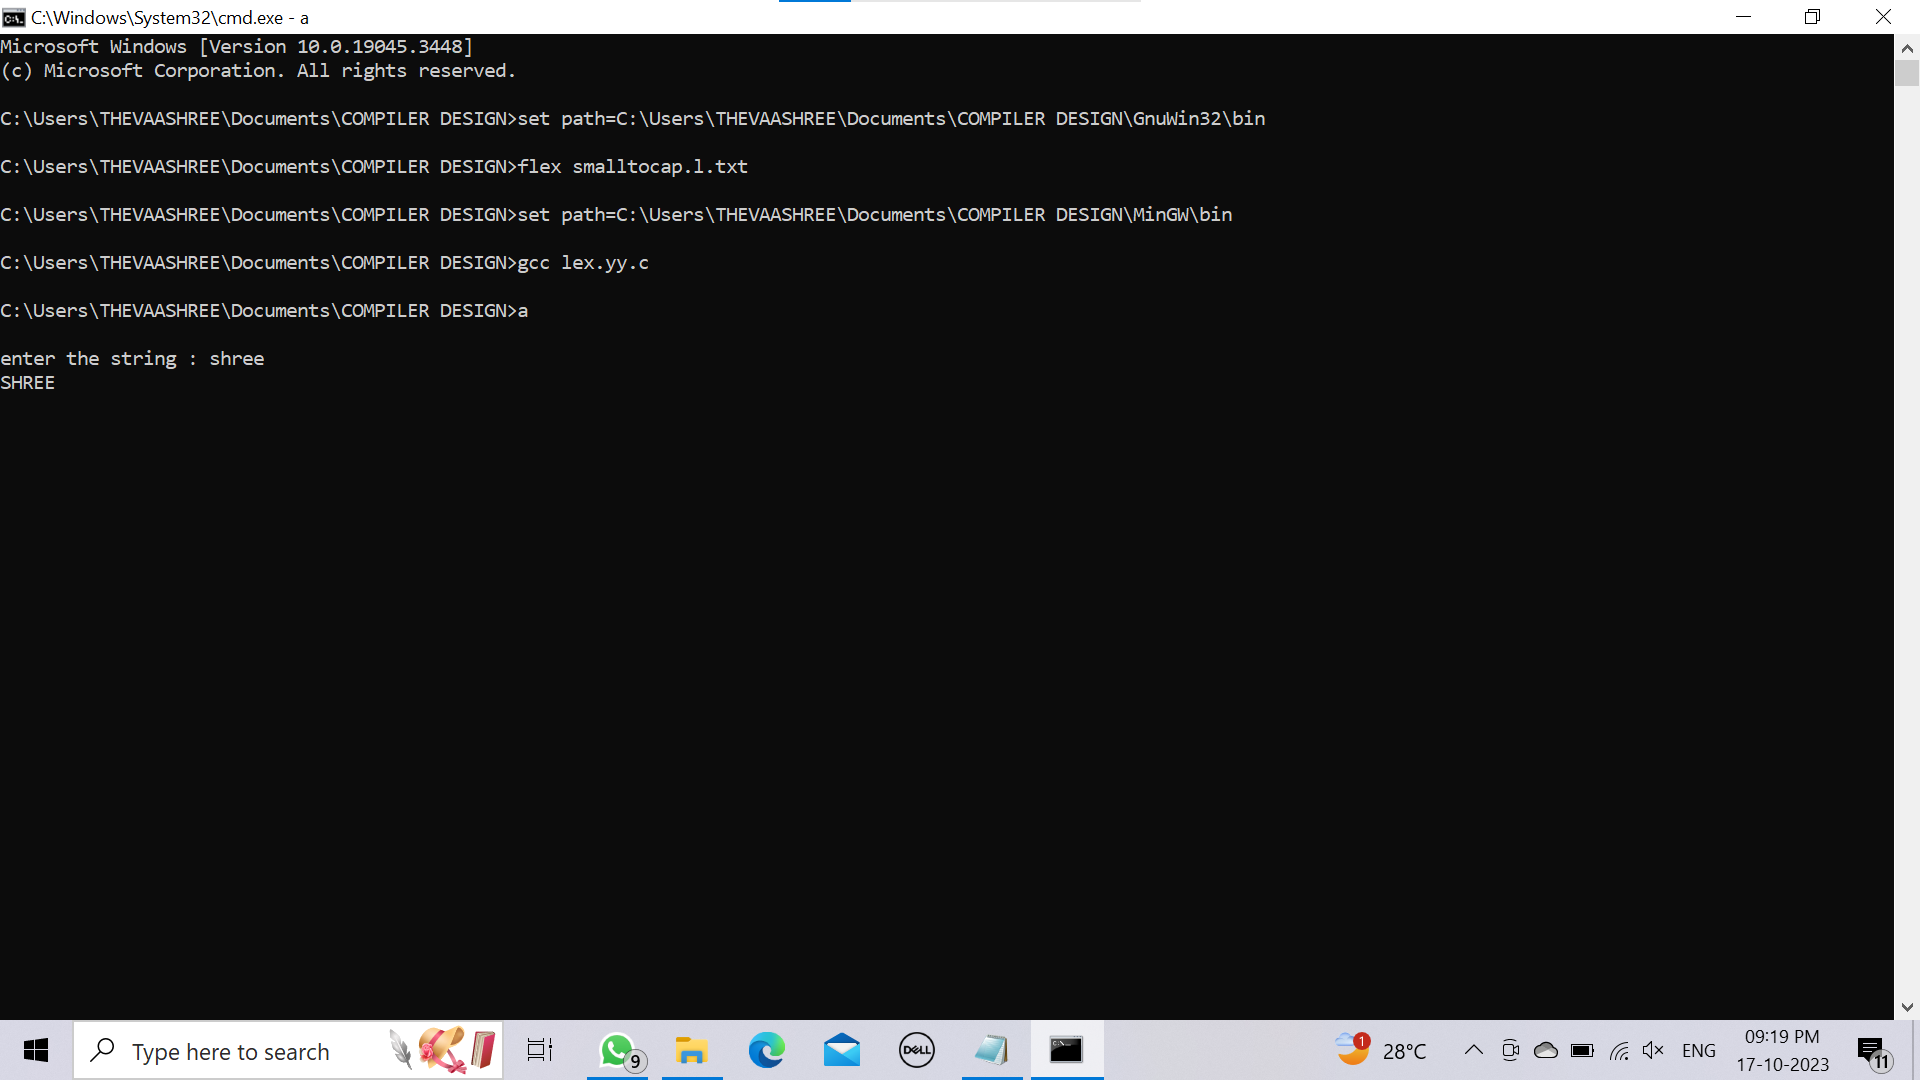 C:\Windows\System32\cmd.exe - a
Microsoft Windows [Version 10.0.19045.3448]
(c) Microsoft Corporation. All rights reserved.
C:\Users\THEVAASHREE\Documents\COMPILER DESIGN>set path=C:\Users\THEVAASHREE\Documents\COMPILER DESIGN\GnuWin32\bin
C:\Users\THEVAASHREE\Documents\COMPILER DESIGN>flex smalltocap.l.txt
C:\Users\THEVAASHREE\Documents\COMPILER DESIGN>set path=C:\Users\THEVAASHREE\Documents\COMPILER DESIGN\MinGW\bin
C:\Users\THEVAASHREE\Documents\COMPILER DESIGN>gcc lex.yy.c
C:\Users\THEVAASHREE\Documents\COMPILER DESIGN>a
enter the string : shree
SHREE
Type here to search
9
DELL
1
28°C
ENG
09:19 PM
17-10-2023
11